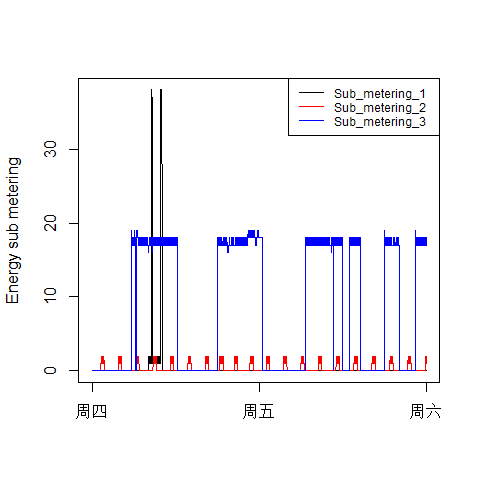 Sub_metering_1
Sub_metering_2
Sub_metering_3
Energy sub metering
30
20
10
0
周四 周五 周六